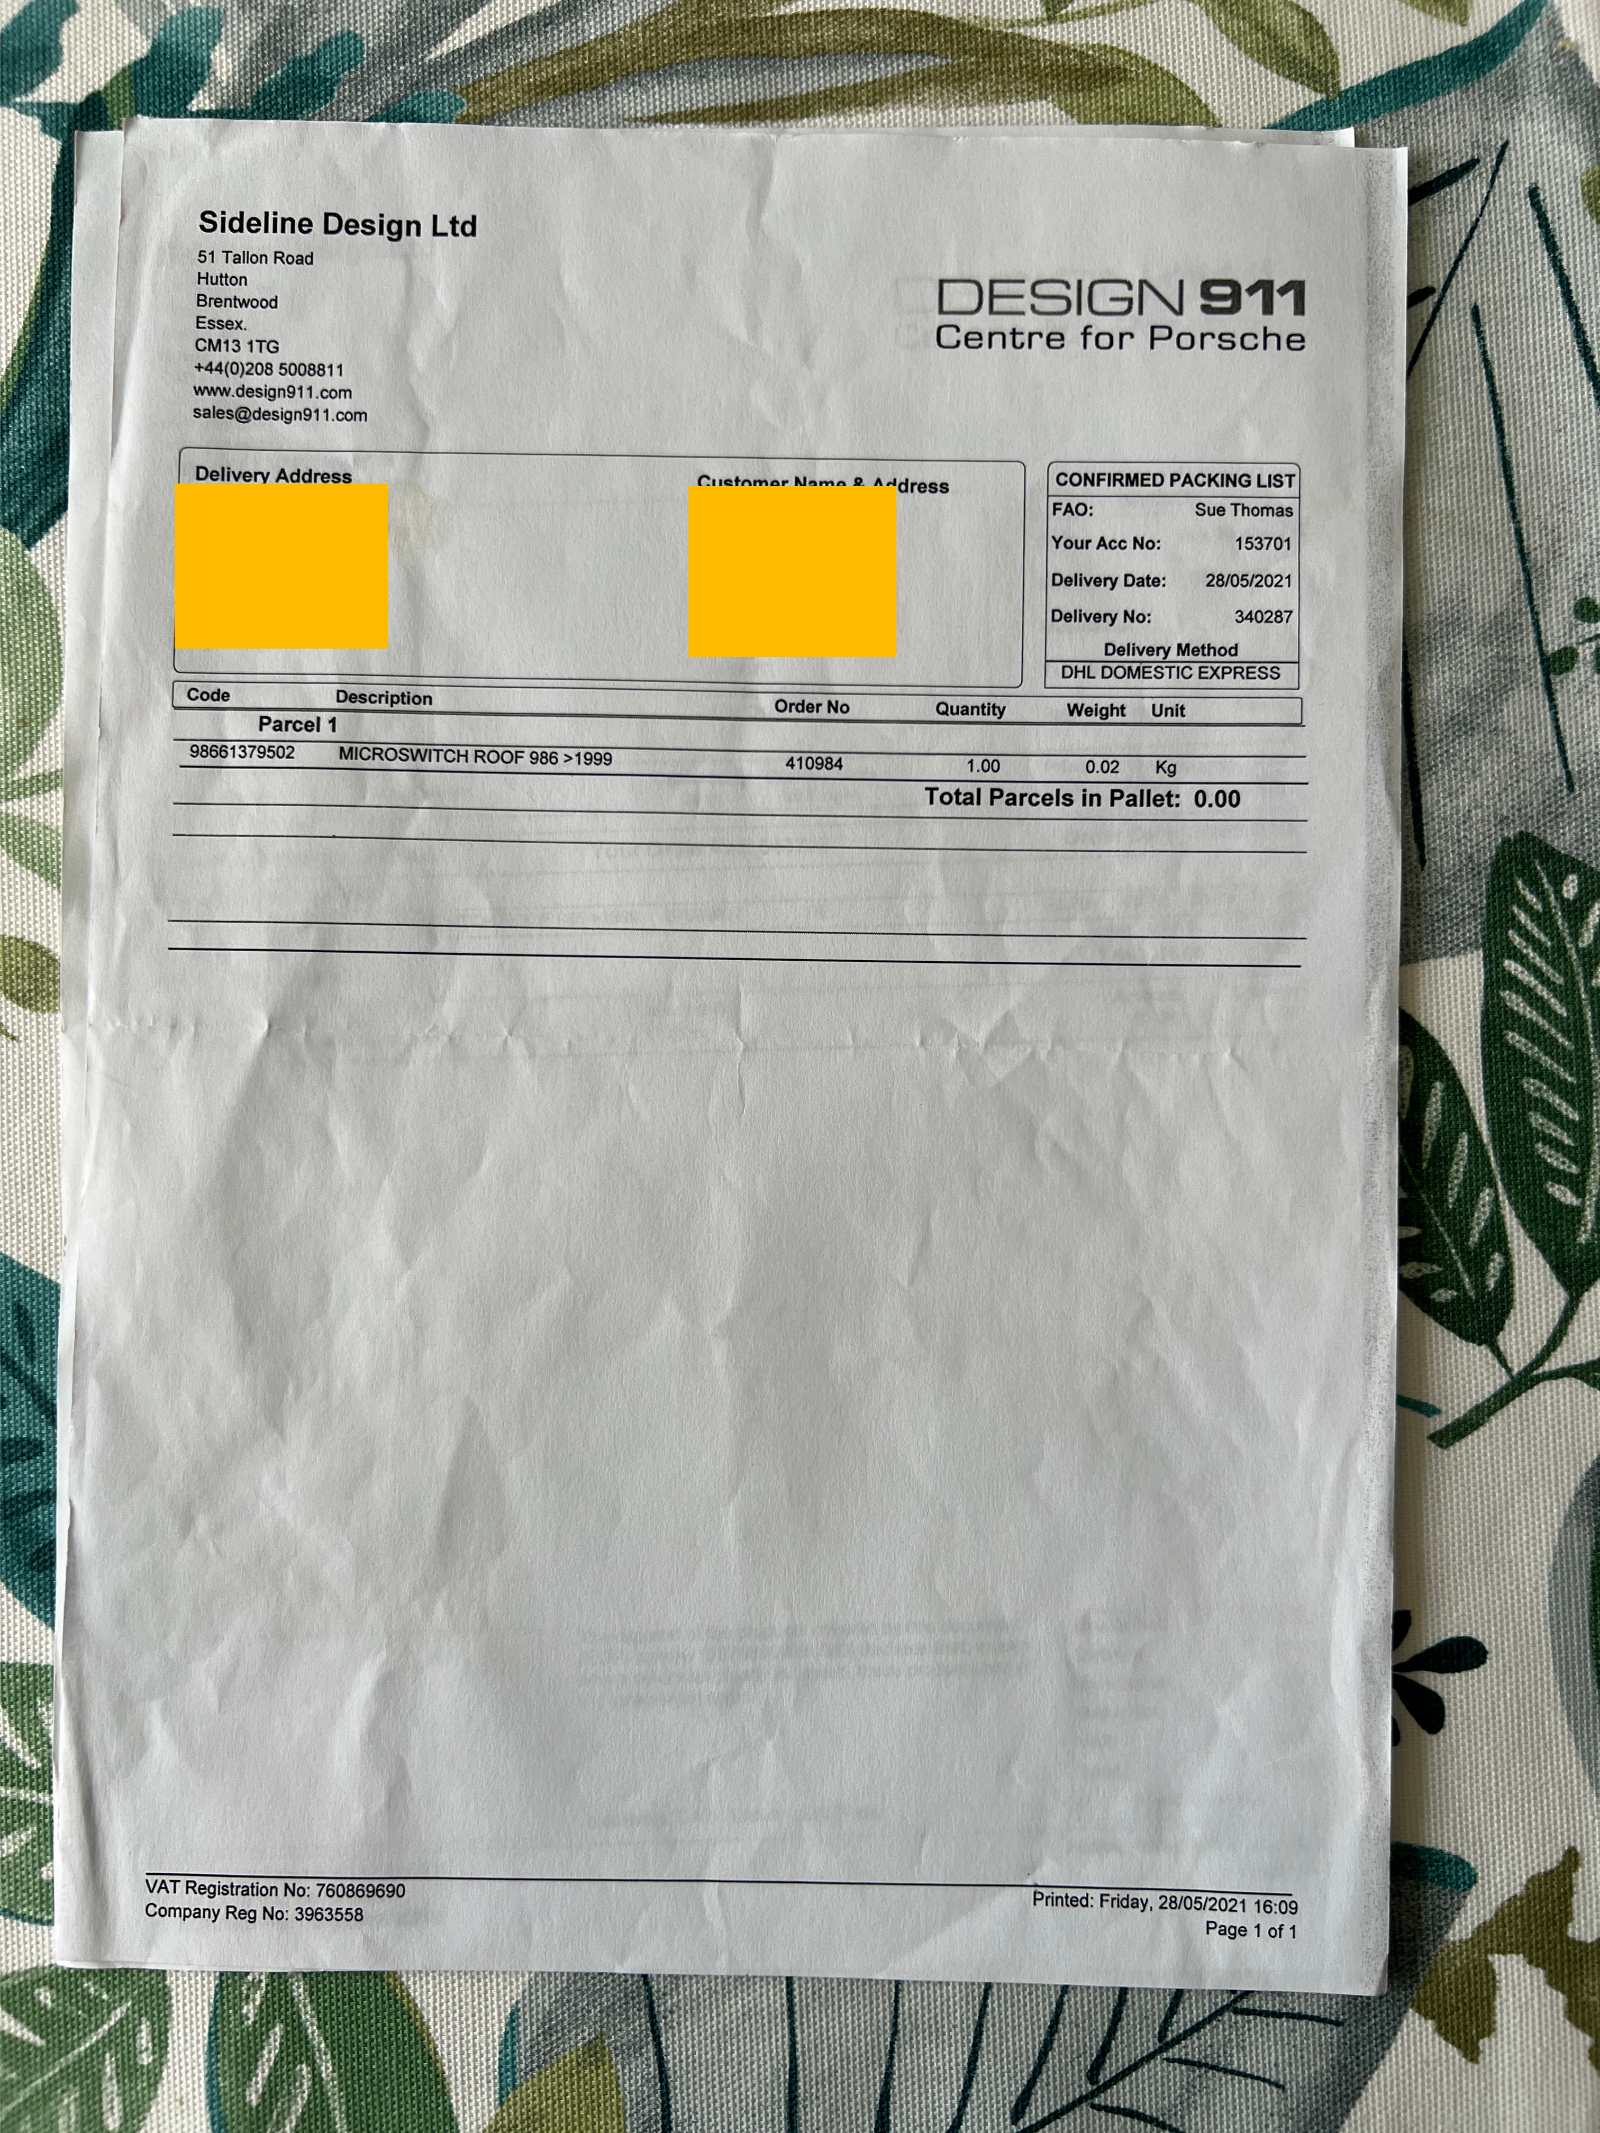 Sideline Design Ltd
51 Tallon Road
Hutton
Brentwood
Essex.
CM13 1TG
+44(0)208 5008811
www.design911.com
sales@design911.com
DESIGN 911
Centre for Porsche
Delivery Address
Customer Name & Address
CONFIRMED PACKING LIST
FAO: Sue Thomas
Your Acc No: 153701
Delivery Date: 28/05/2021
Delivery No: 340287
Delivery Method
DHL DOMESTIC EXPRESS
Code Description Order No Quantity Weight Unit
Parcel 1
98661379502 MICROSWITCH ROOF 986 >1999 410984 1.00 0.02 Kg
Total Parcels in Pallet: 0.00
VAT Registration No: 760869690
Company Reg No: 3963558
Printed: Friday, 28/05/2021 16:09
Page 1 of 1